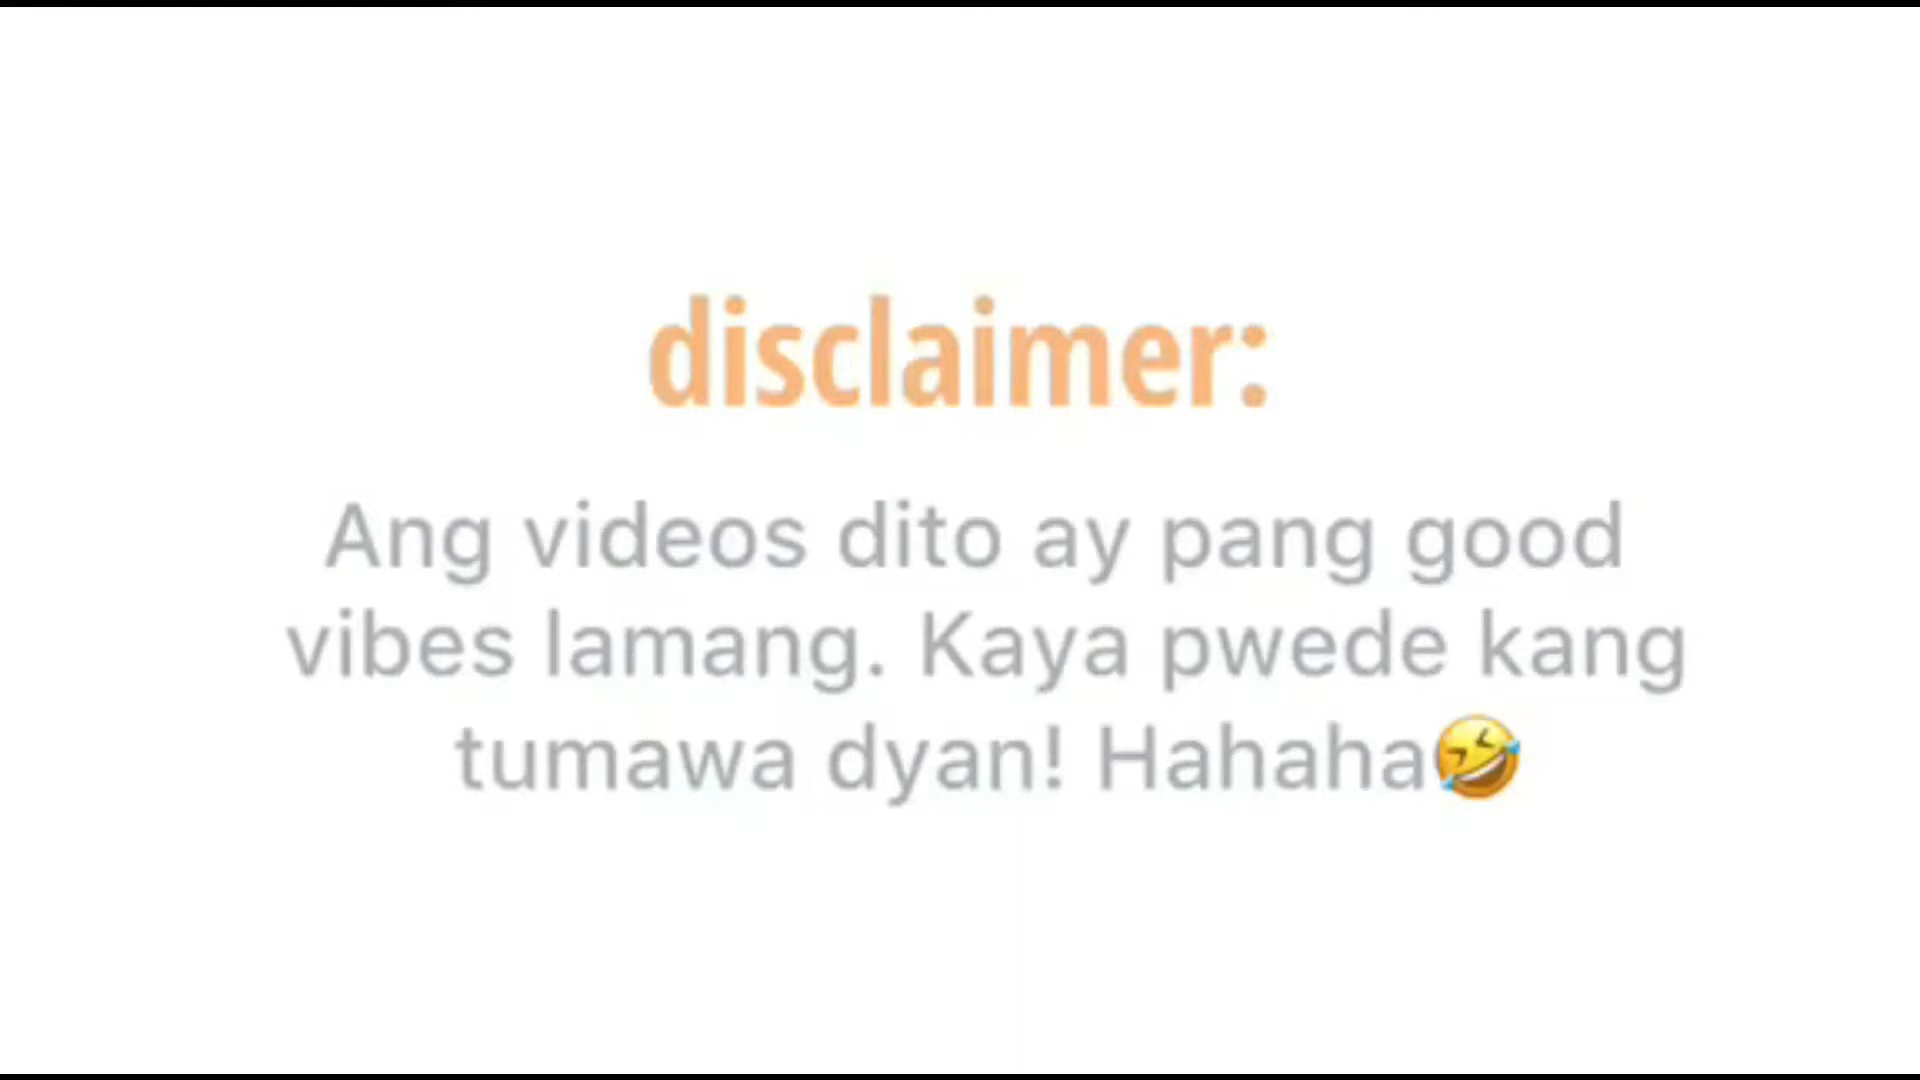 disclaimer:
Ang videos dito ay pang good
vibes lamang. Kaya pwede kang
tumawa dyan! Hahaha🤣